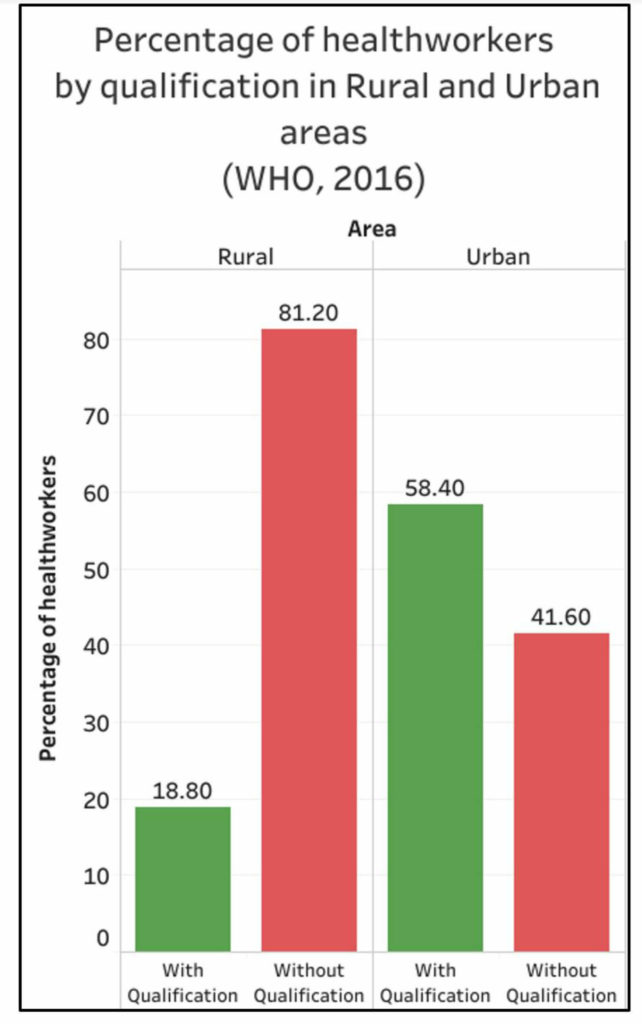 Percentage of healthworkers
by qualification in Rural and Urban
areas
(WHO, 2016)
Area
Rural Urban
Percentage of healthworkers
80
70
60
50
40
30
20
10
0
18.80
81.20
58.40
41.60
With
Qualification
Without
Qualification
With
Qualification
Without
Qualification